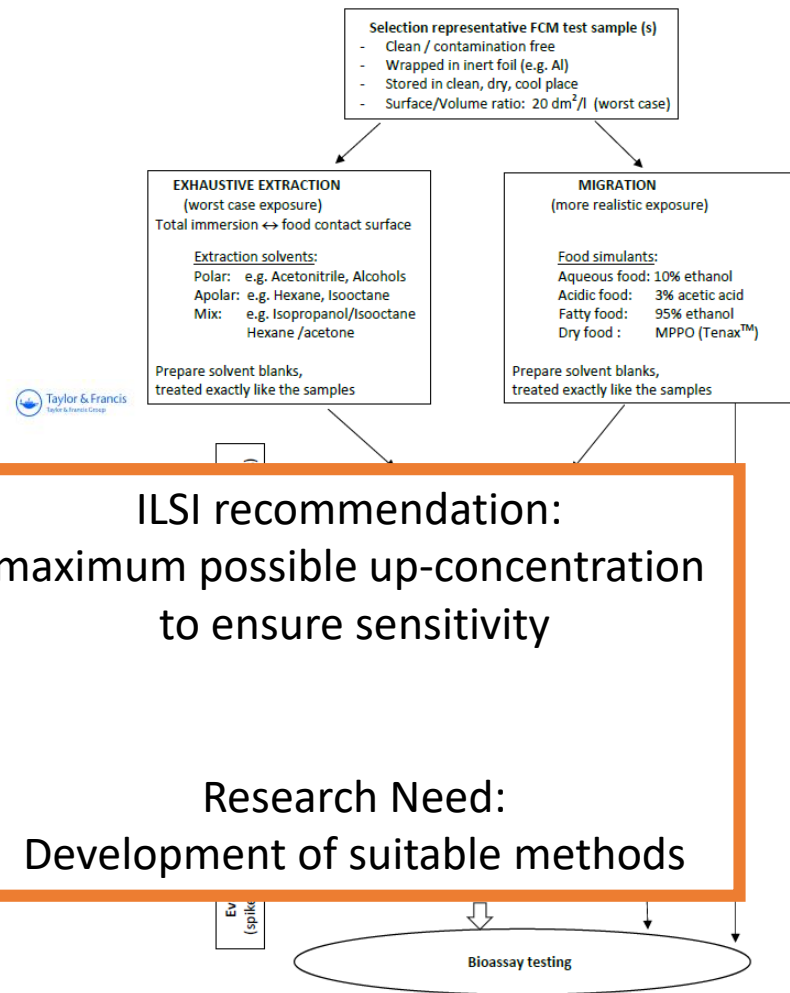 Selection representative FCM test sample (s)
- Clean / contamination free
- Wrapped in inert foil (e.g. Al)
- Stored in clean, dry, cool place
- Surface/Volume ratio: 20 dm²/l (worst case)
EXHAUSTIVE EXTRACTION
(worst case exposure)
Total immersion ↔ food contact surface
Extraction solvents:
Polar: e.g. Acetonitrile, Alcohols
Apolar: e.g. Hexane, Isooctane
Mix: e.g. Isopropanol/Isooctane
Hexane /acetone
Prepare solvent blanks,
treated exactly like the samples
MIGRATION
(more realistic exposure)
Food simulants:
Aqueous food: 10% ethanol
Acidic food: 3% acetic acid
Fatty food: 95% ethanol
Dry food : MPPO (Tenax™)
Prepare solvent blanks,
treated exactly like the samples
Taylor & Francis
Taylor & Francis Group
ILSI recommendation:
maximum possible up-concentration
to ensure sensitivity
Research Need:
Development of suitable methods
Ev
(spike
Bioassay testing